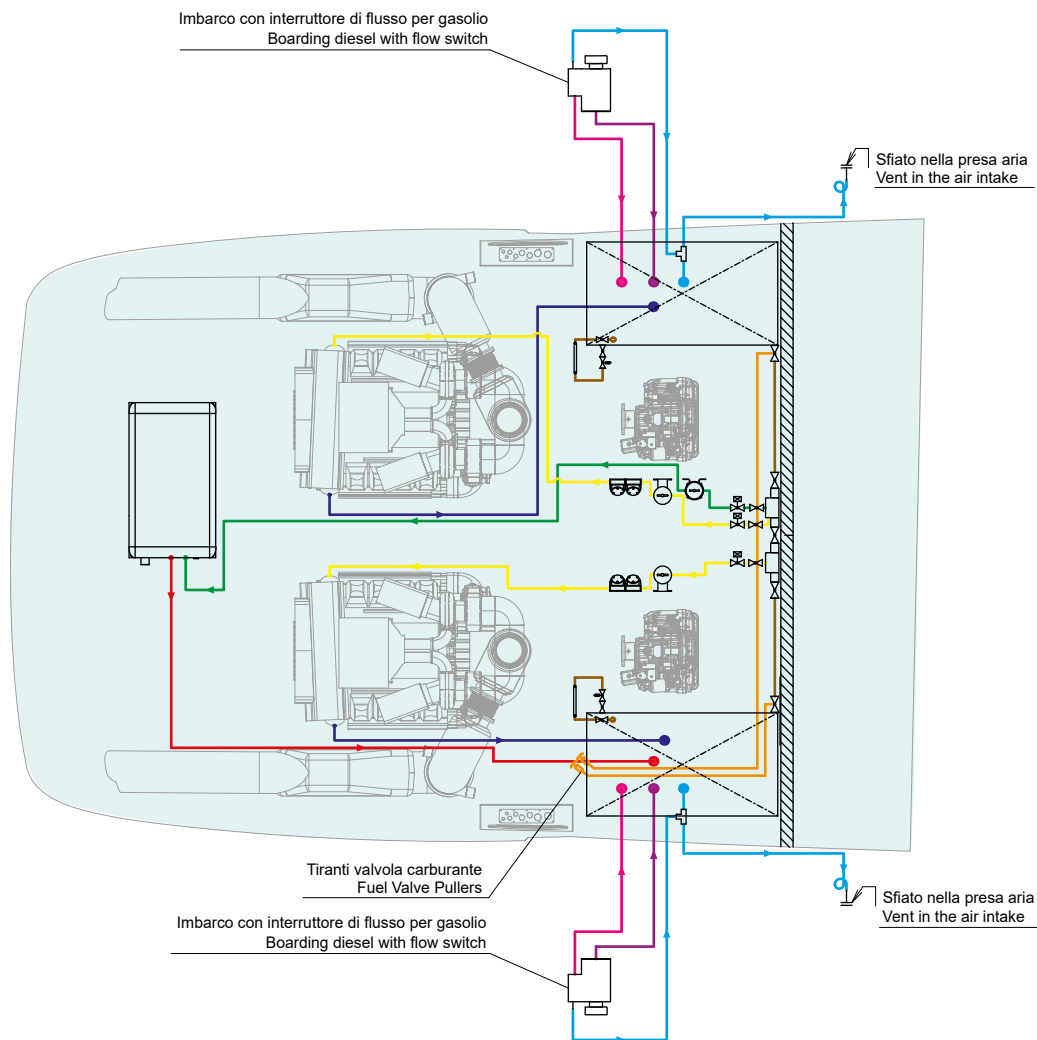 Imbarco con interruttore di flusso per gasolio
Boarding diesel with flow switch
Sfiato nella presa aria
Vent in the air intake
Tiranti valvola carburante
Fuel Valve Pullers
Sfiato nella presa aria
Vent in the air intake
Imbarco con interruttore di flusso per gasolio
Boarding diesel with flow switch